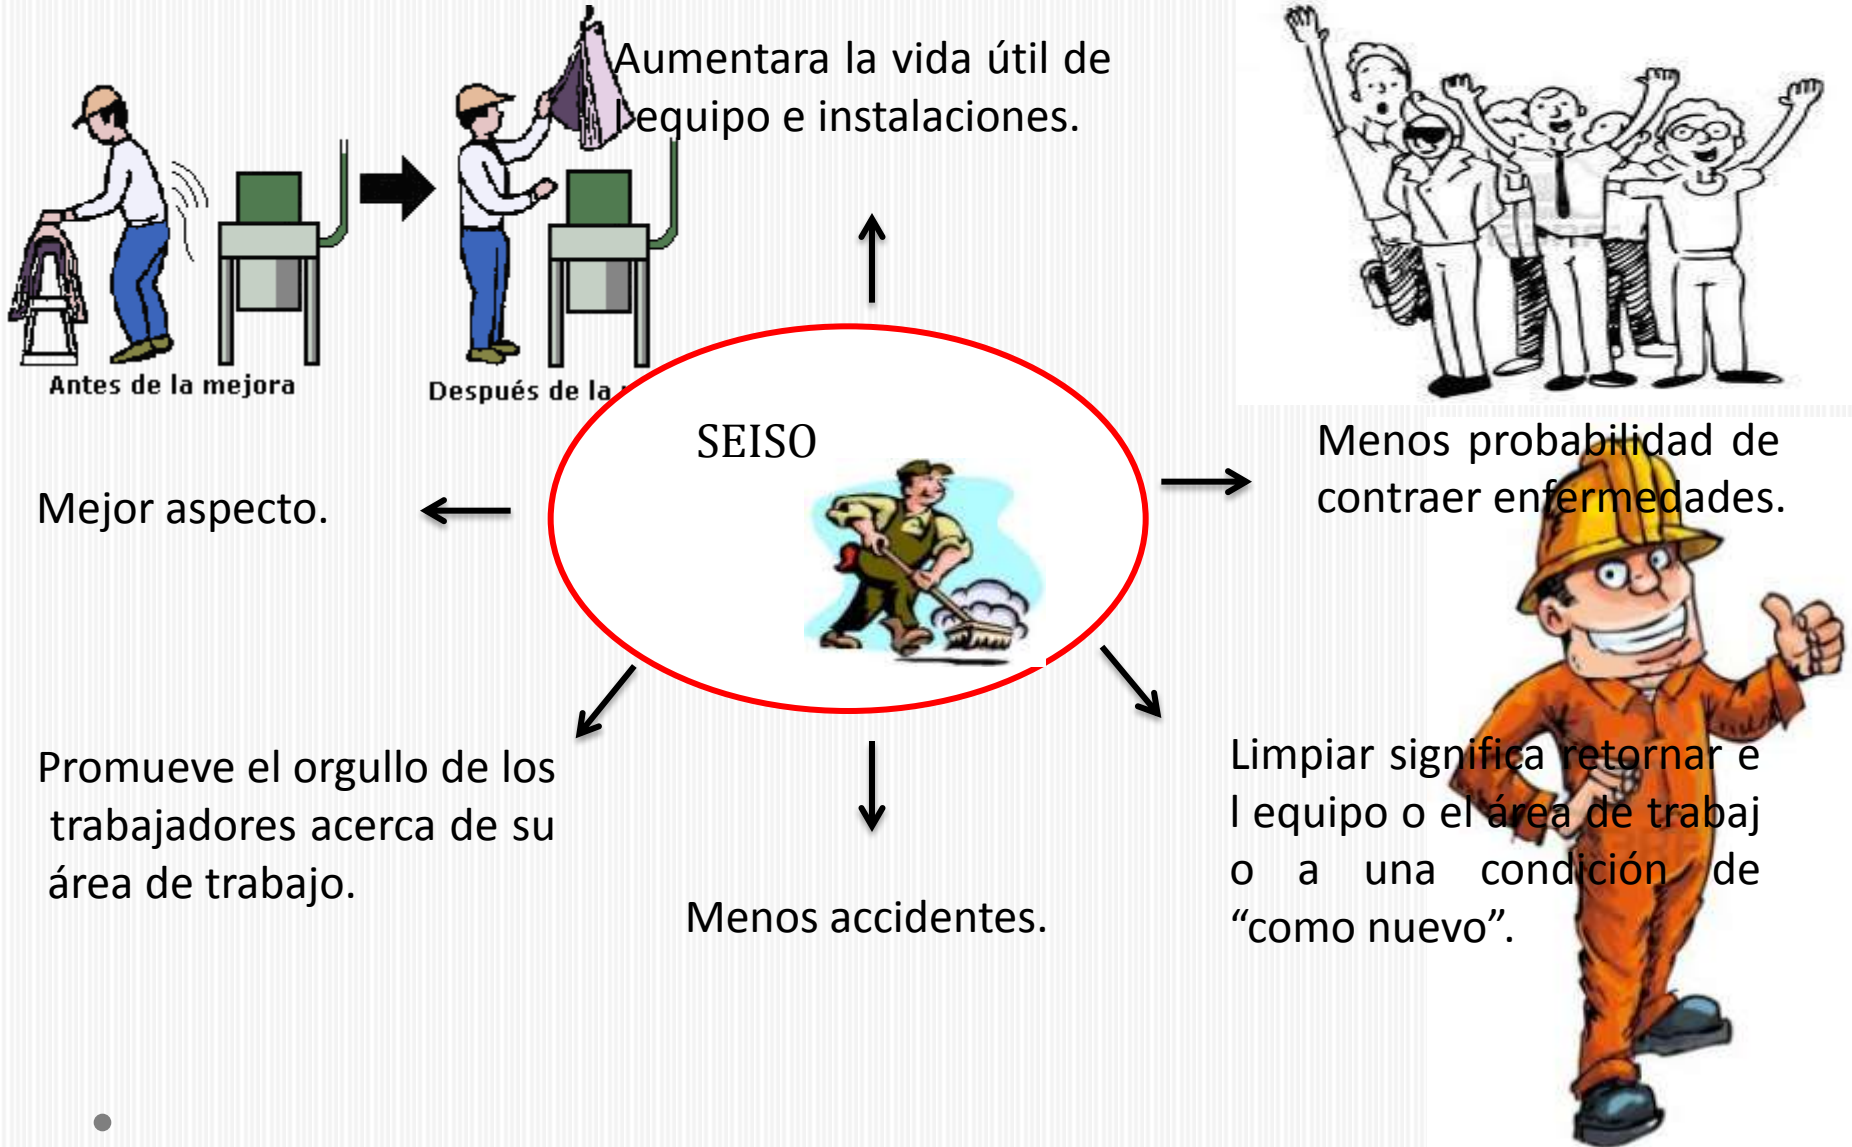 Aumentara la vida útil de
equipo e instalaciones.
Antes de la mejora
Después de la
SEISO
Menos probabilidad de
contraer enfermedades.
Mejor aspecto.
Promueve el orgullo de los
trabajadores acerca de su
área de trabajo.
Menos accidentes.
Limpiar significa retornar e
l equipo o el área de trabaj
o a una condición de
“como nuevo”.